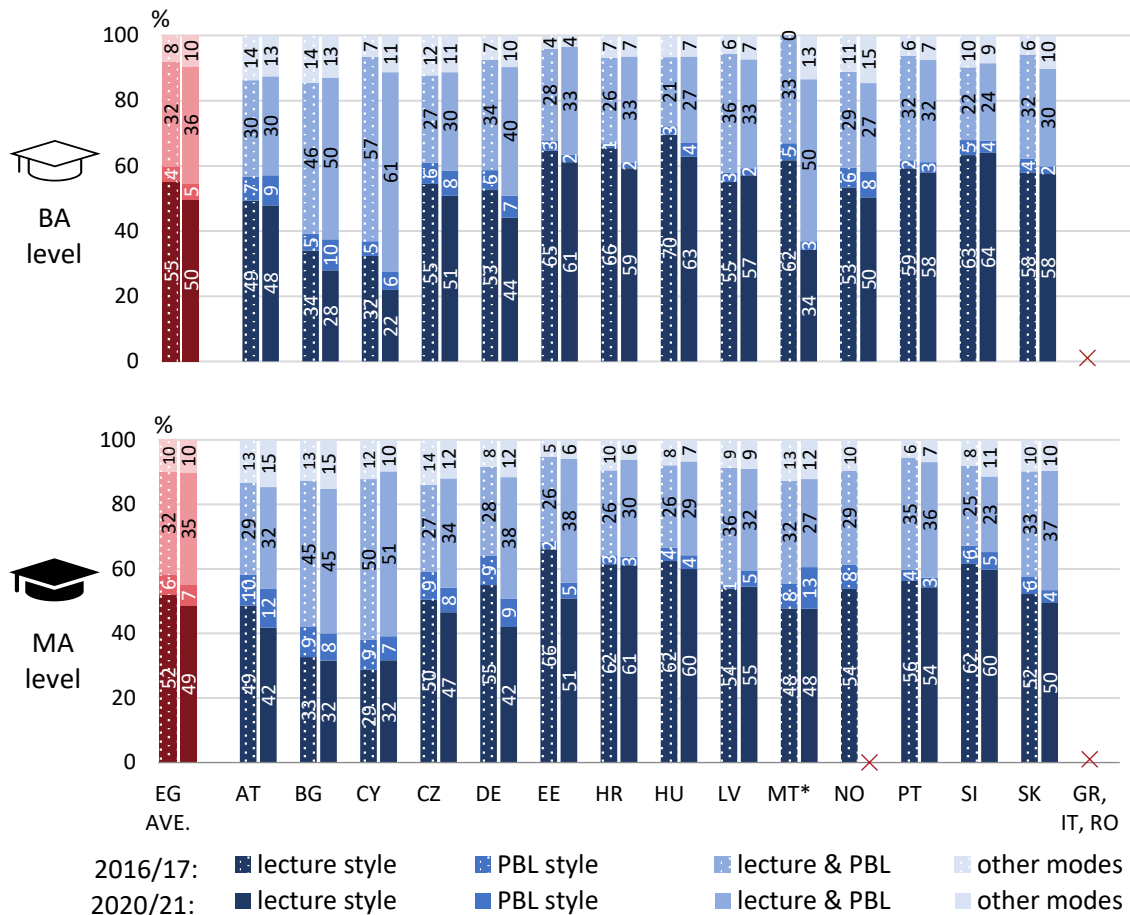 %
100
80
60
40
20
0
BA
level
8 10 14 13 14 13 7 11 12 11 7 10 4 4 7 7 7 6 7 0 13 11 15 6 7 10 9 6 10
32 36 30 30 46 50 57 61 27 30 34 40 28 33 26 33 21 27 36 33 33 50 29 27 32 32 22 24 32 30
4 5 7 9 5 10 5 6 6 8 6 7 3 2 1 2 3 4 3 2 5 3 6 8 2 3 5 4 4 2
55 50 49 48 34 28 32 22 55 51 53 44 65 61 66 59 70 63 55 57 62 34 53 50 59 58 63 64 58 58
%
100
80
60
40
20
0
MA
level
10 10 13 15 13 15 12 10 14 12 8 12 5 6 10 6 8 7 9 9 13 12 10 6 7 8 11 10 10
32 35 29 32 45 45 50 51 27 34 28 38 26 38 26 30 26 29 36 32 32 27 29 35 36 25 23 33 37
6 7 10 12 9 8 9 7 9 8 9 9 2 5 3 3 4 4 1 5 8 13 8 4 3 6 5 6 4
52 49 49 42 33 32 29 32 50 47 55 42 66 51 62 61 62 60 54 55 48 48 54 56 54 62 60 52 50
EG AVE. AT BG CY CZ DE EE HR HU LV MT* NO PT SI SK GR, IT, RO
2016/17: lecture style PBL style lecture & PBL other modes
2020/21: lecture style PBL style lecture & PBL other modes